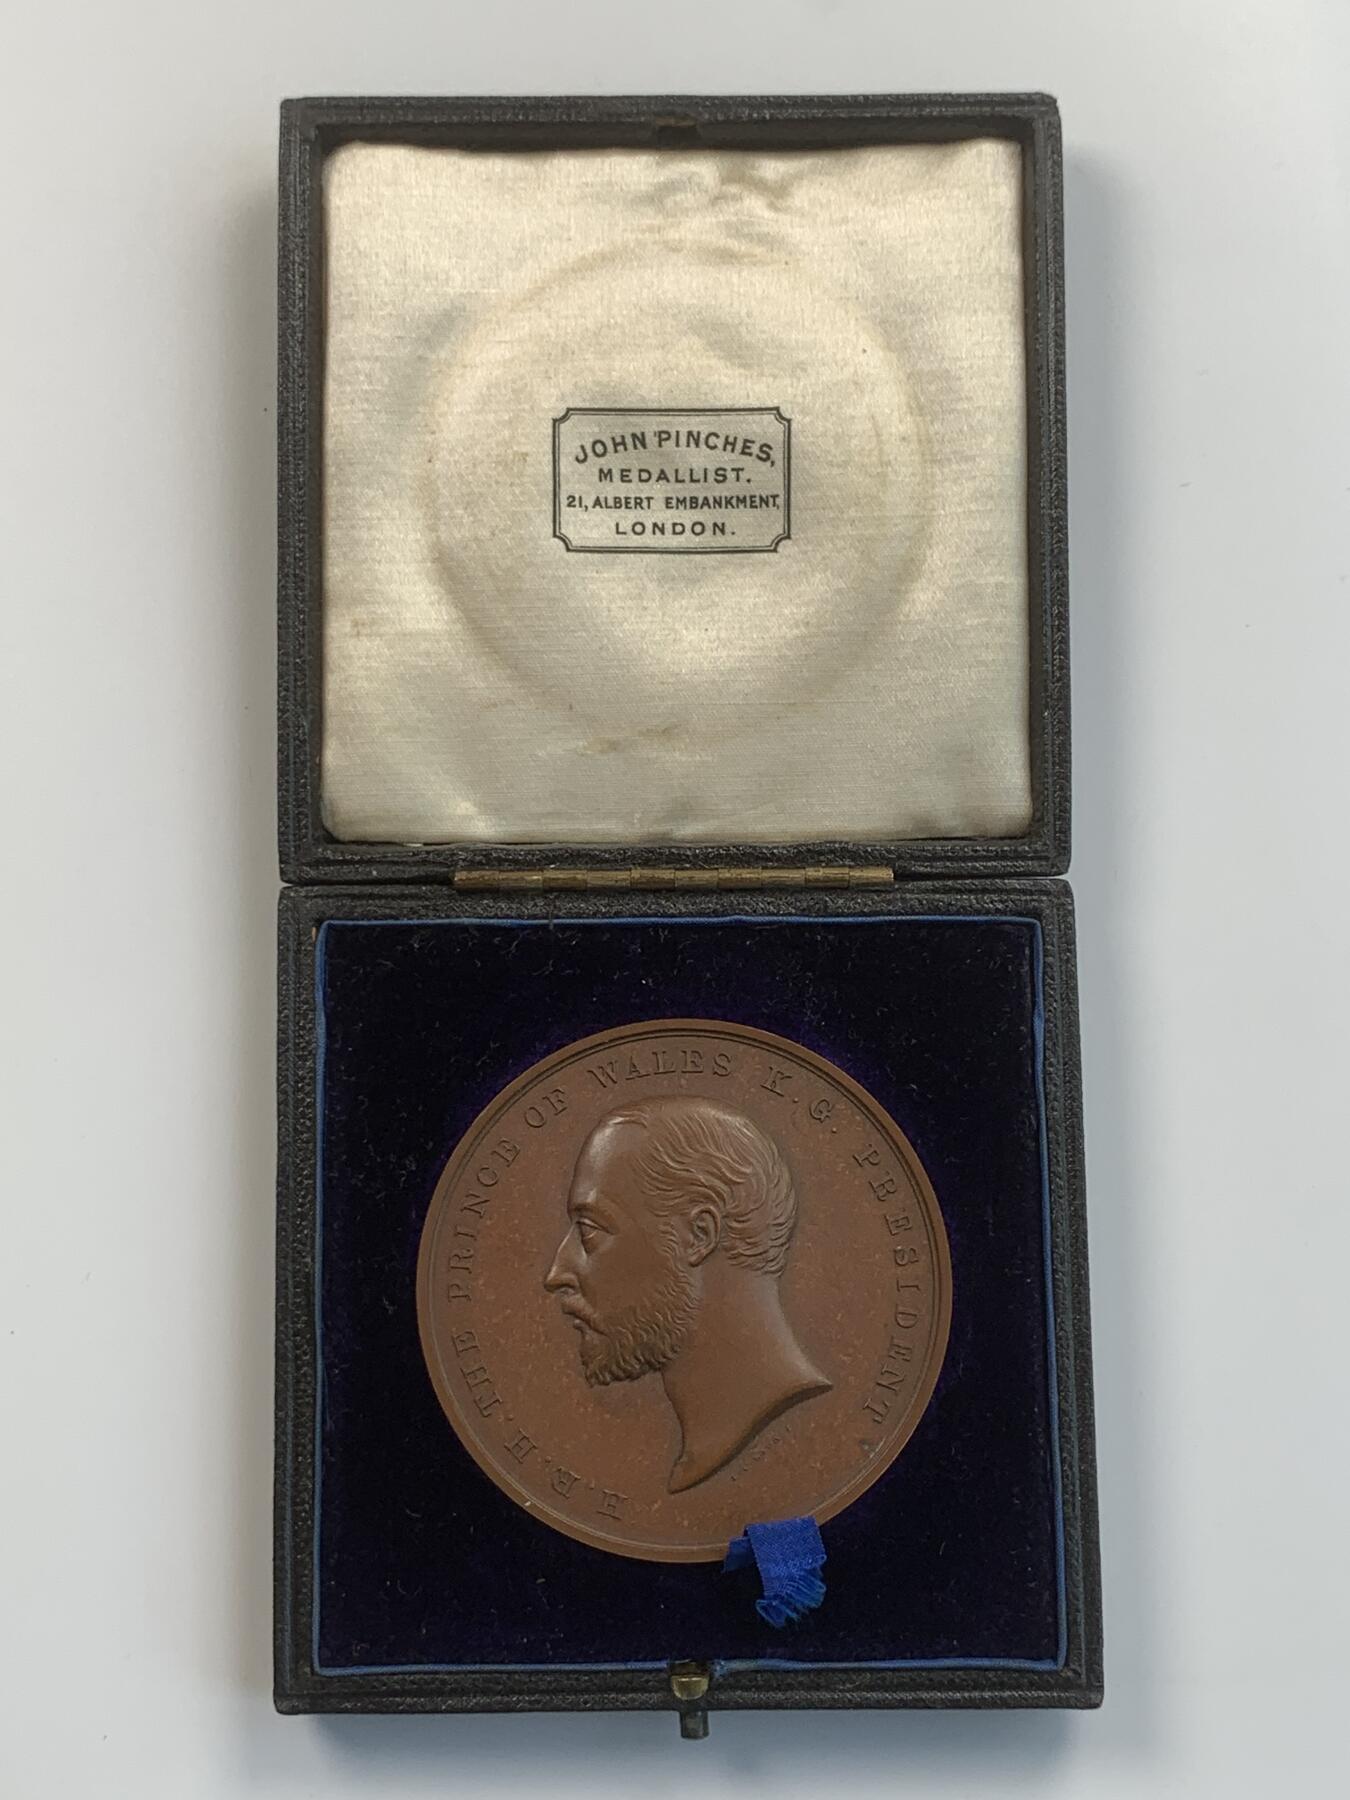 JOHN PINCHES,
MEDALLIST.
21, ALBERT EMBANKMENT,
LONDON.
H.R.H. THE PRINCE OF WALES K.G. PRESIDENT